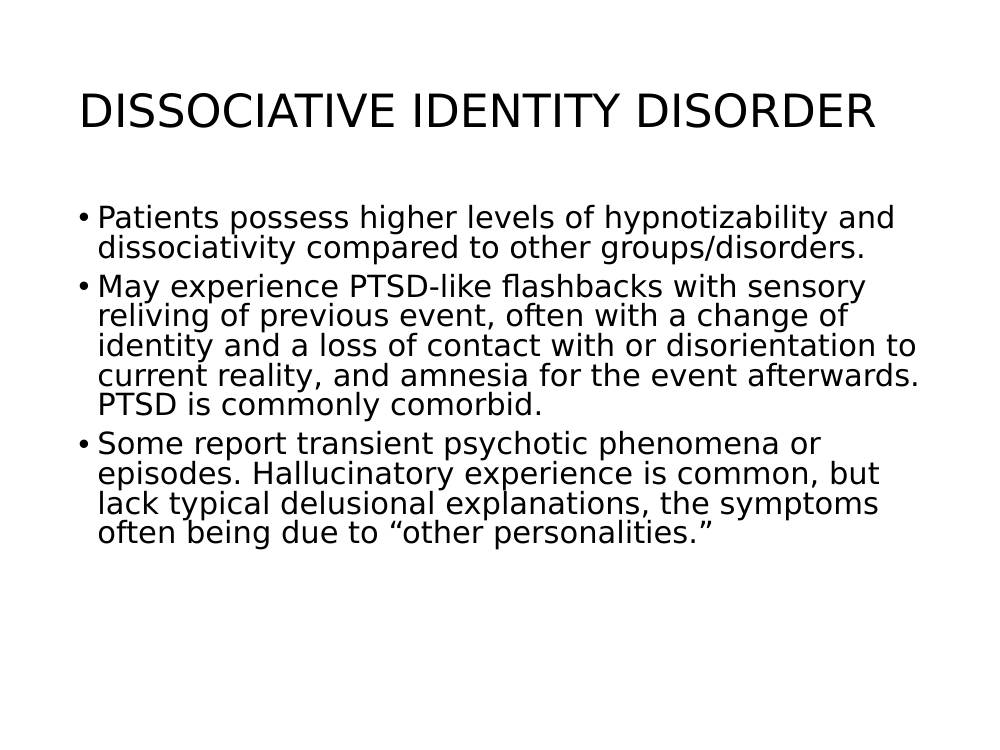 DISSOCIATIVE IDENTITY DISORDER
• Patients possess higher levels of hypnotizability and
dissociativity compared to other groups/disorders.
• May experience PTSD-like flashbacks with sensory
reliving of previous event, often with a change of
identity and a loss of contact with or disorientation to
current reality, and amnesia for the event afterwards.
PTSD is commonly comorbid.
• Some report transient psychotic phenomena or
episodes. Hallucinatory experience is common, but
lack typical delusional explanations, the symptoms
often being due to “other personalities.”